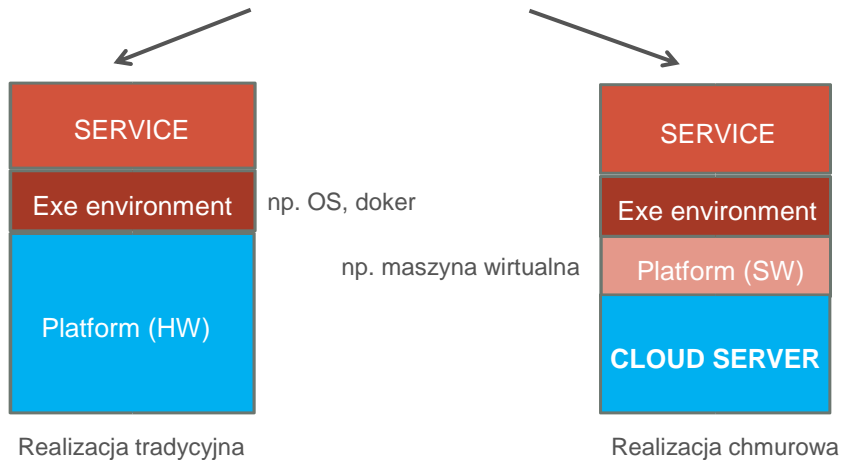 SERVICE
Exe environment
np. OS, doker
Platform (HW)
Realizacja tradycyjna
SERVICE
Exe environment
np. maszyna wirtualna
Platform (SW)
CLOUD SERVER
Realizacja chmurowa